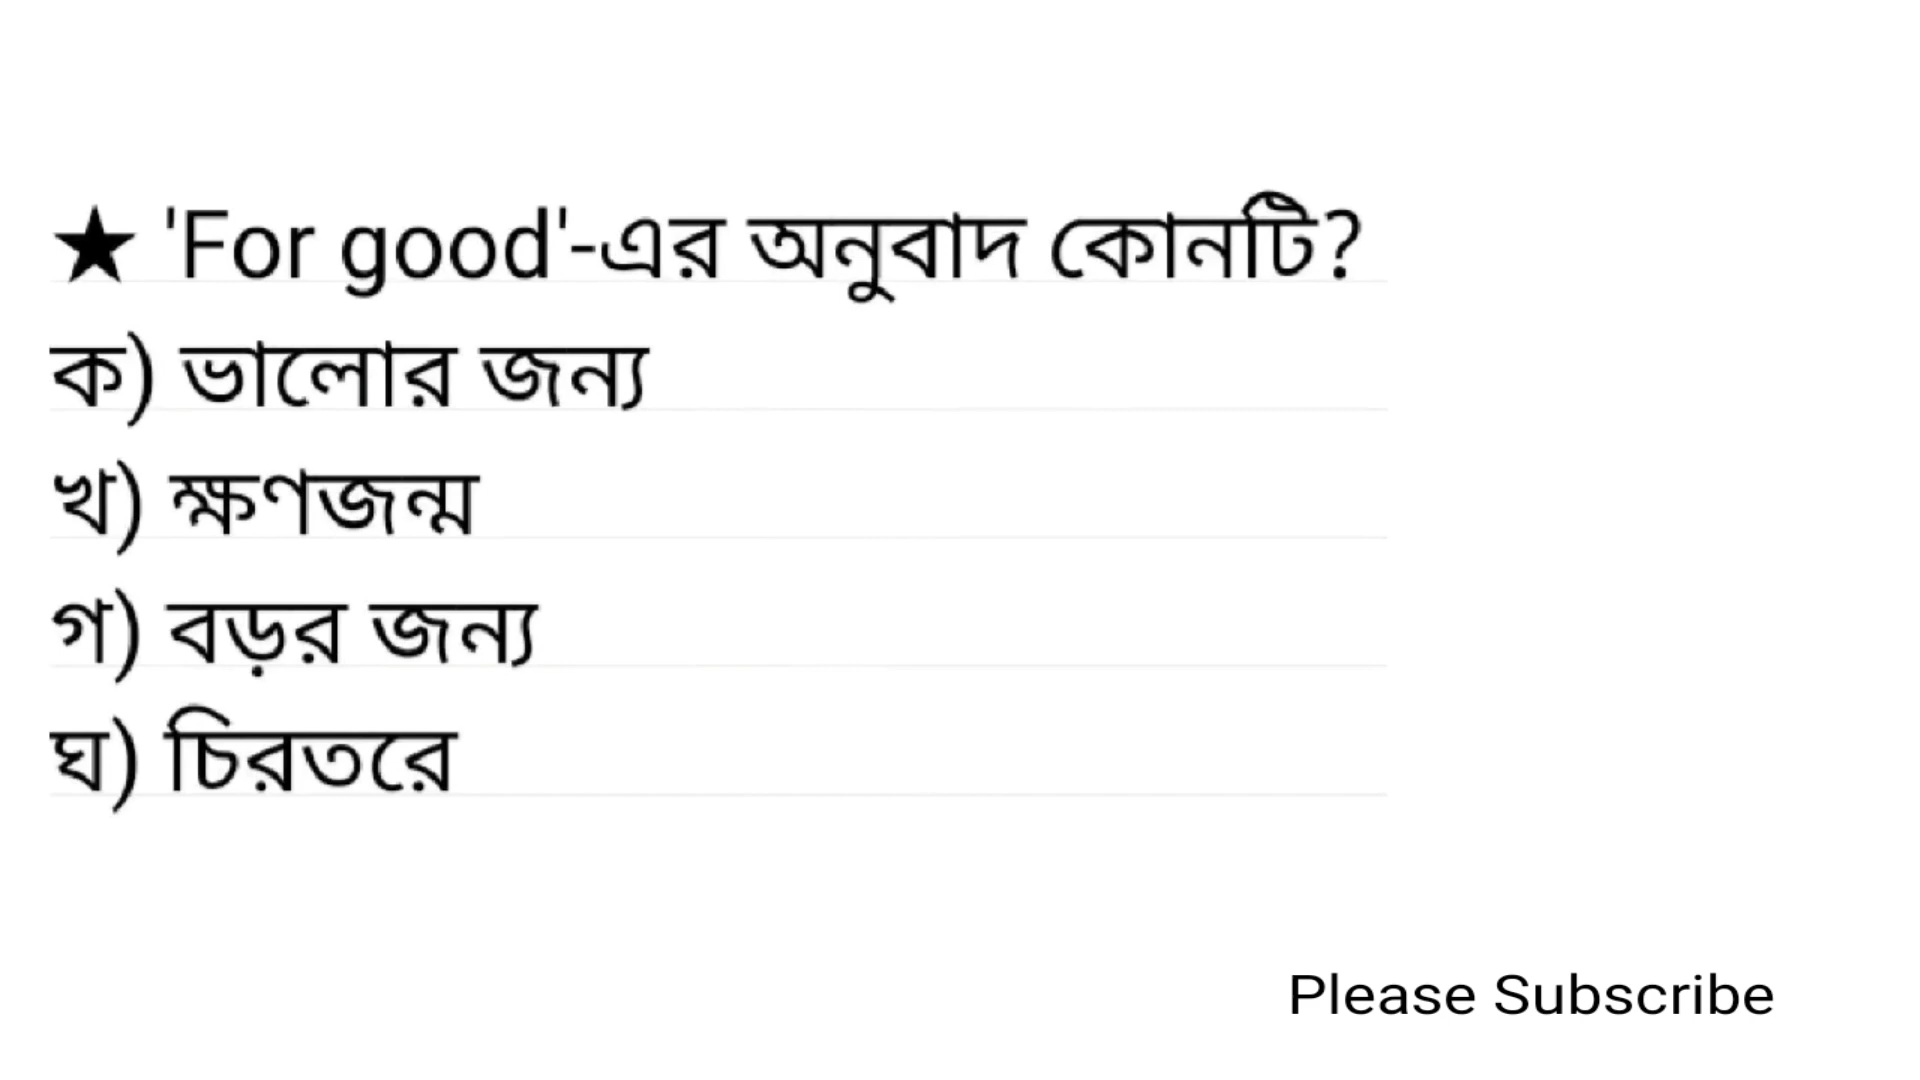 ★ 'For good'-এর অনুবাদ কোনটি?
ক) ভালোর জন্য
খ) ক্ষণজন্ম
গ) বড়র জন্য
ঘ) চিরতরে
Please Subscribe